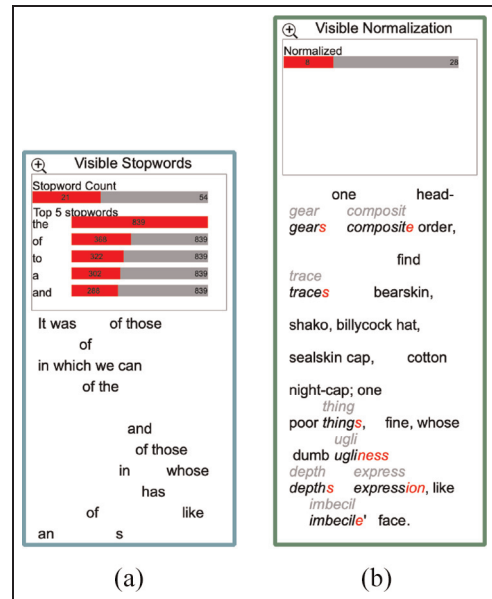 Visible Stopwords
Stopword Count
21 54
Top 5 stopwords
the 839
of 368 839
to 322 839
a 302 839
and 288 839
It was of those
of
in which we can
of the
and
of those
in whose
has
of like
an s
(a)
Visible Normalization
Normalized
8 28
one head-
gear composit
gears composite order,
find
trace
traces bearskin,
shako, billycock hat,
sealskin cap, cotton
night-cap; one
thing
poor things, fine, whose
ugli
dumb ugliness
depth express
depths expression, like
imbecil
imbecile' face.
(b)